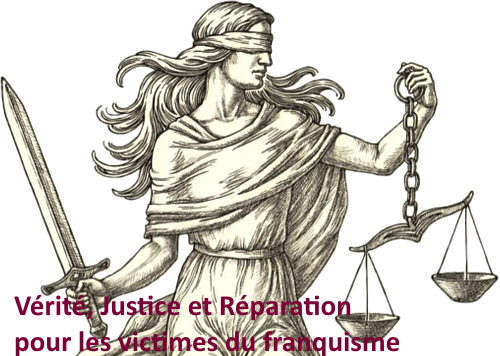 Vérité, Justice et Réparation
pour les victimes du franquisme